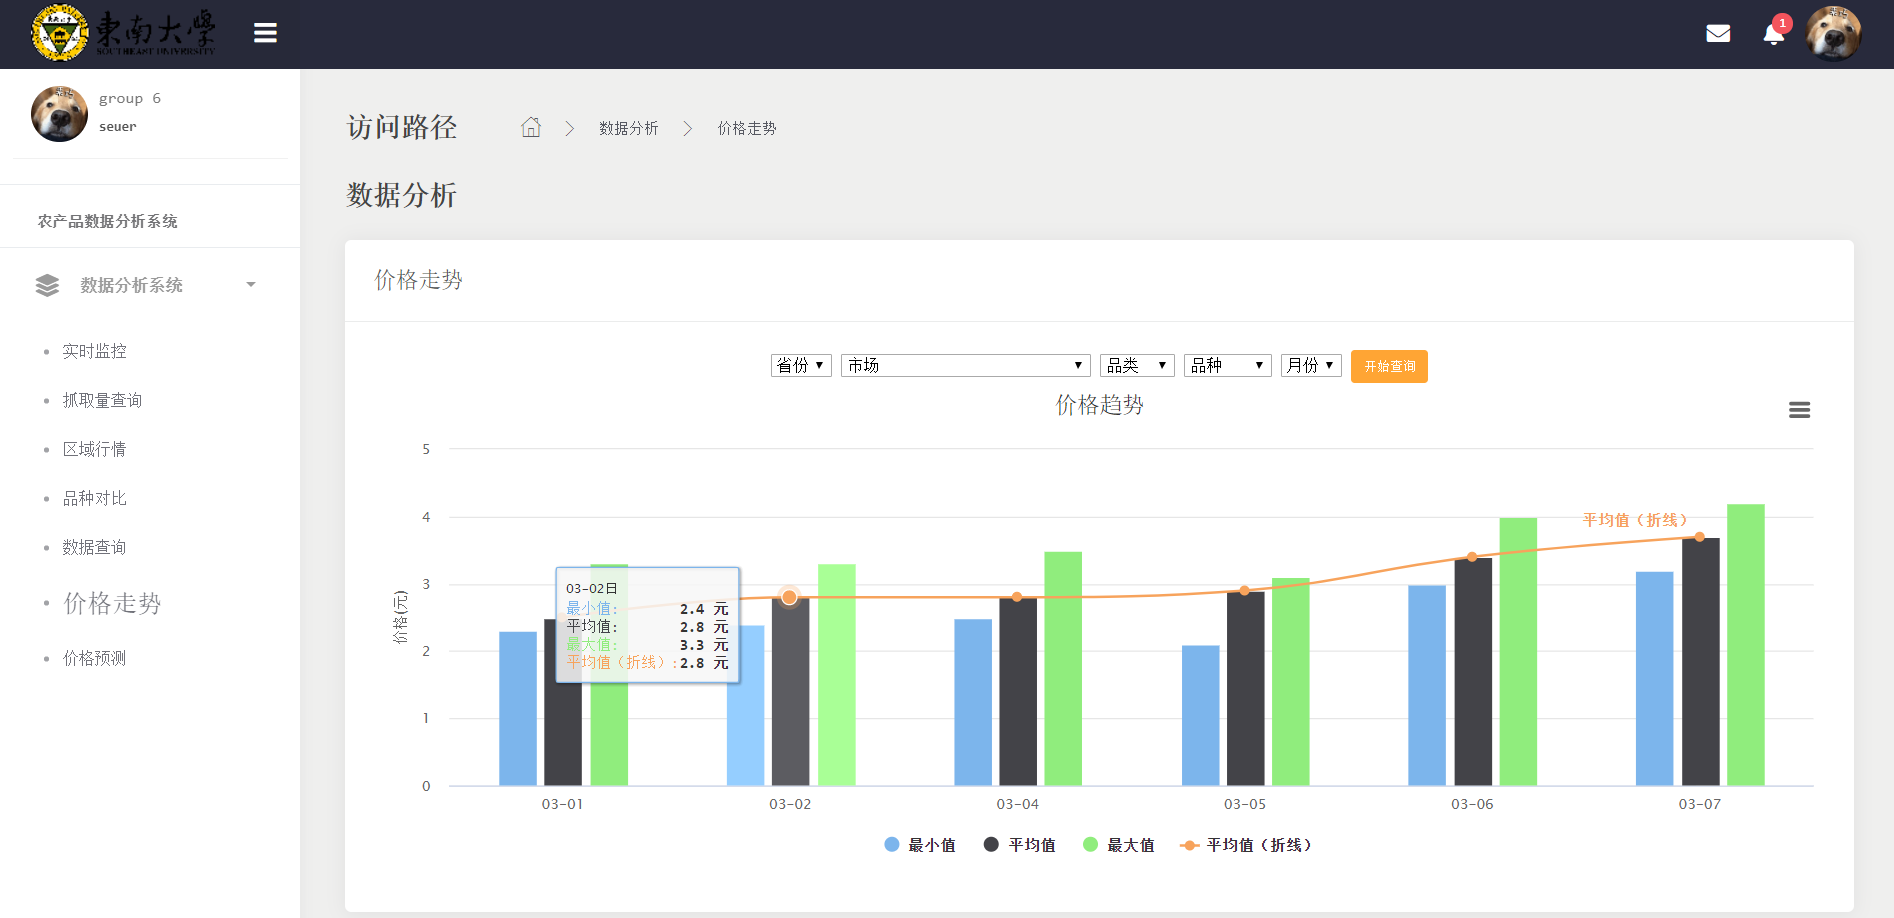 東南大學
SOUTHEAST UNIVERSITY
1
group 6
seuer
农产品数据分析系统
数据分析系统
实时监控
抓取量查询
区域行情
品种对比
数据查询
价格走势
价格预测
访问路径 数据分析 价格走势
数据分析
价格走势
省份 市场 品类 品种 月份 开始查询
价格趋势
5
4
3
2
1
0
价格(元)
平均值（折线）
03-02日
最小值: 2.4 元
平均值: 2.8 元
最大值: 3.3 元
平均值（折线）:2.8 元
03-01 03-02 03-04 03-05 03-06 03-07
最小值 平均值 最大值 平均值（折线）